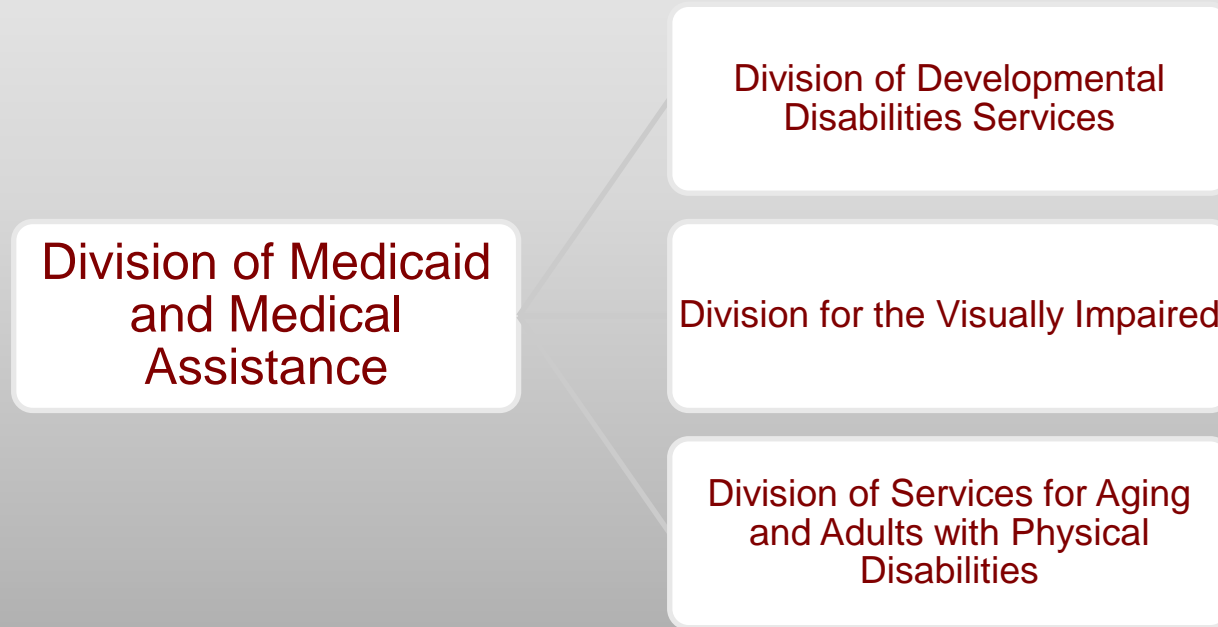 Division of Medicaid
and Medical
Assistance
Division of Developmental
Disabilities Services
Division for the Visually Impaired
Division of Services for Aging
and Adults with Physical
Disabilities